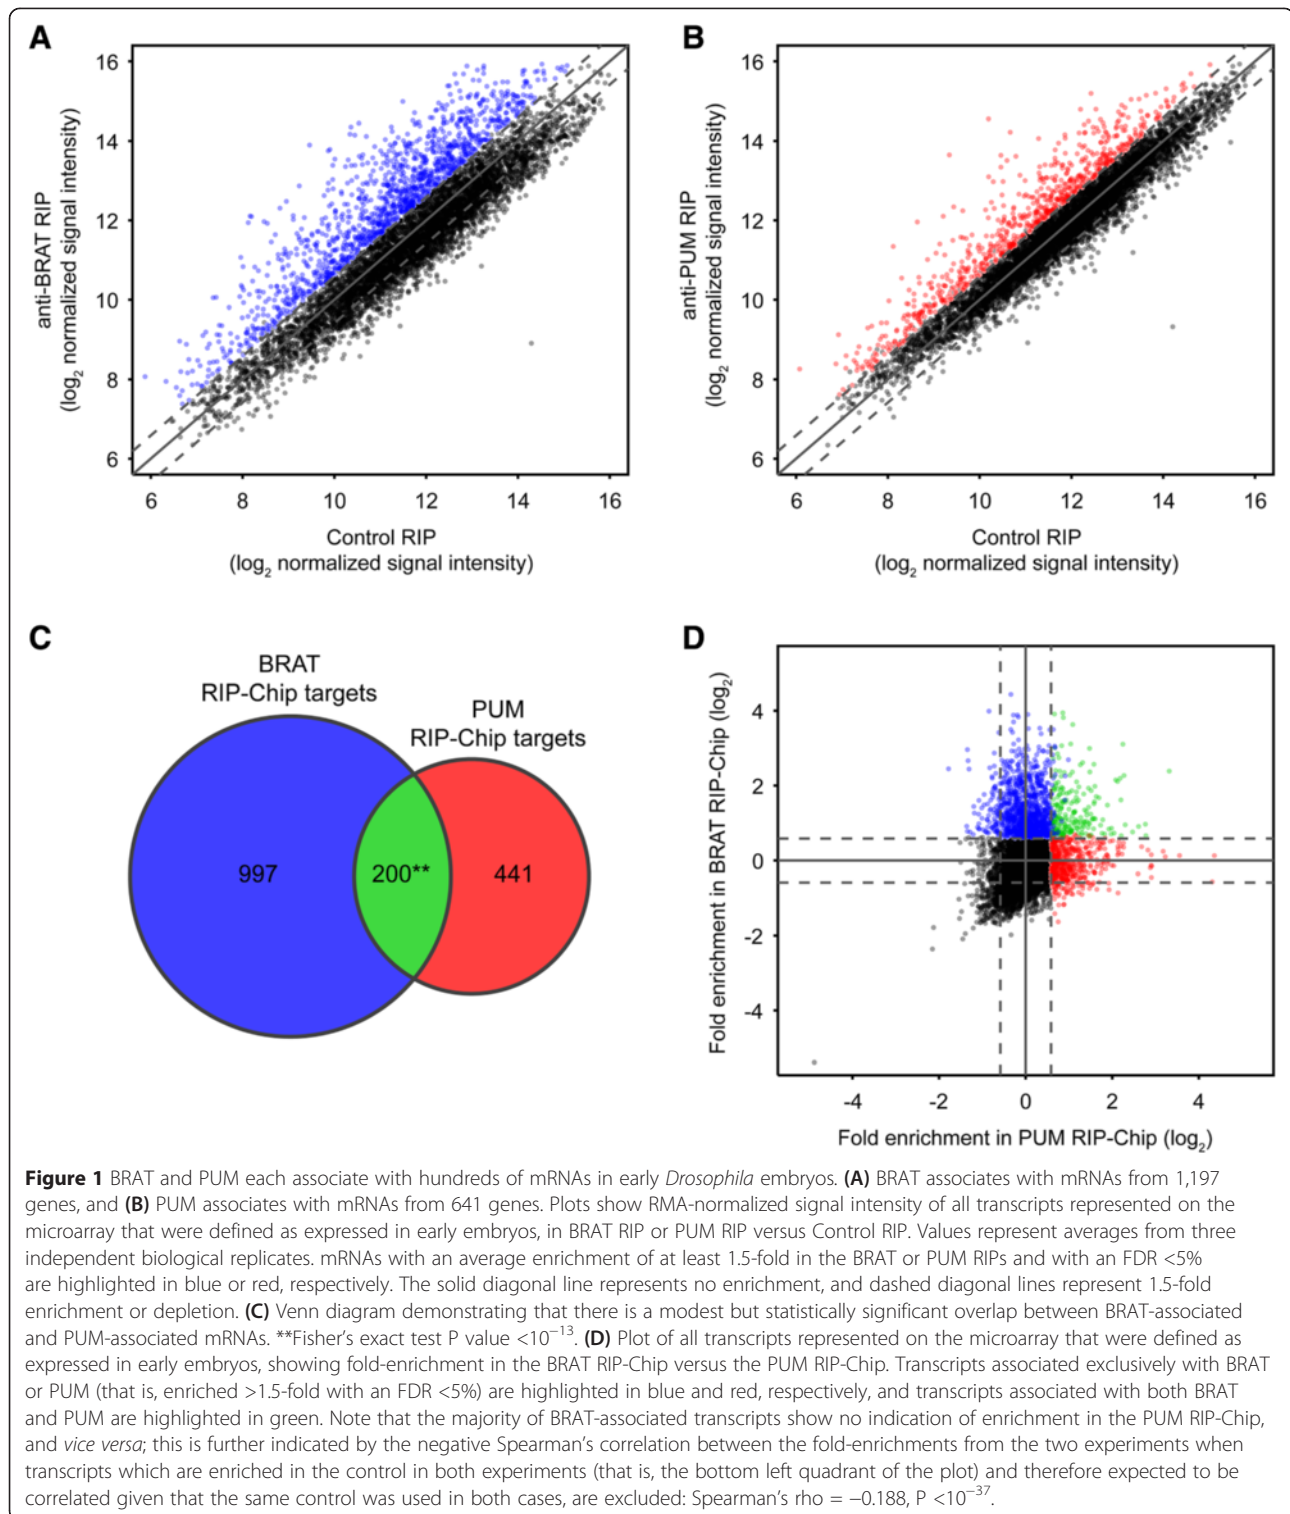 A
16
14
12
10
8
6
anti-BRAT RIP
(log2 normalized signal intensity)
6 8 10 12 14 16
Control RIP
(log2 normalized signal intensity)
B
16
14
12
10
8
6
anti-PUM RIP
(log2 normalized signal intensity)
6 8 10 12 14 16
Control RIP
(log2 normalized signal intensity)
C
BRAT
RIP-Chip targets
PUM
RIP-Chip targets
997
200**
441
D
4
2
0
-2
-4
Fold enrichment in BRAT RIP-Chip (log2)
-4 -2 0 2 4
Fold enrichment in PUM RIP-Chip (log2)
Figure 1 BRAT and PUM each associate with hundreds of mRNAs in early Drosophila embryos. (A) BRAT associates with mRNAs from 1,197
genes, and (B) PUM associates with mRNAs from 641 genes. Plots show RMA-normalized signal intensity of all transcripts represented on the
microarray that were defined as expressed in early embryos, in BRAT RIP or PUM RIP versus Control RIP. Values represent averages from three
independent biological replicates. mRNAs with an average enrichment of at least 1.5-fold in the BRAT or PUM RIPs and with an FDR <5%
are highlighted in blue or red, respectively. The solid diagonal line represents no enrichment, and dashed diagonal lines represent 1.5-fold
enrichment or depletion. (C) Venn diagram demonstrating that there is a modest but statistically significant overlap between BRAT-associated
and PUM-associated mRNAs. **Fisher's exact test P value <10−13. (D) Plot of all transcripts represented on the microarray that were defined as
expressed in early embryos, showing fold-enrichment in the BRAT RIP-Chip versus the PUM RIP-Chip. Transcripts associated exclusively with BRAT
or PUM (that is, enriched >1.5-fold with an FDR <5%) are highlighted in blue and red, respectively, and transcripts associated with both BRAT
and PUM are highlighted in green. Note that the majority of BRAT-associated transcripts show no indication of enrichment in the PUM RIP-Chip,
and vice versa; this is further indicated by the negative Spearman's correlation between the fold-enrichments from the two experiments when
transcripts which are enriched in the control in both experiments (that is, the bottom left quadrant of the plot) and therefore expected to be
correlated given that the same control was used in both cases, are excluded: Spearman's rho = −0.188, P <10−37.